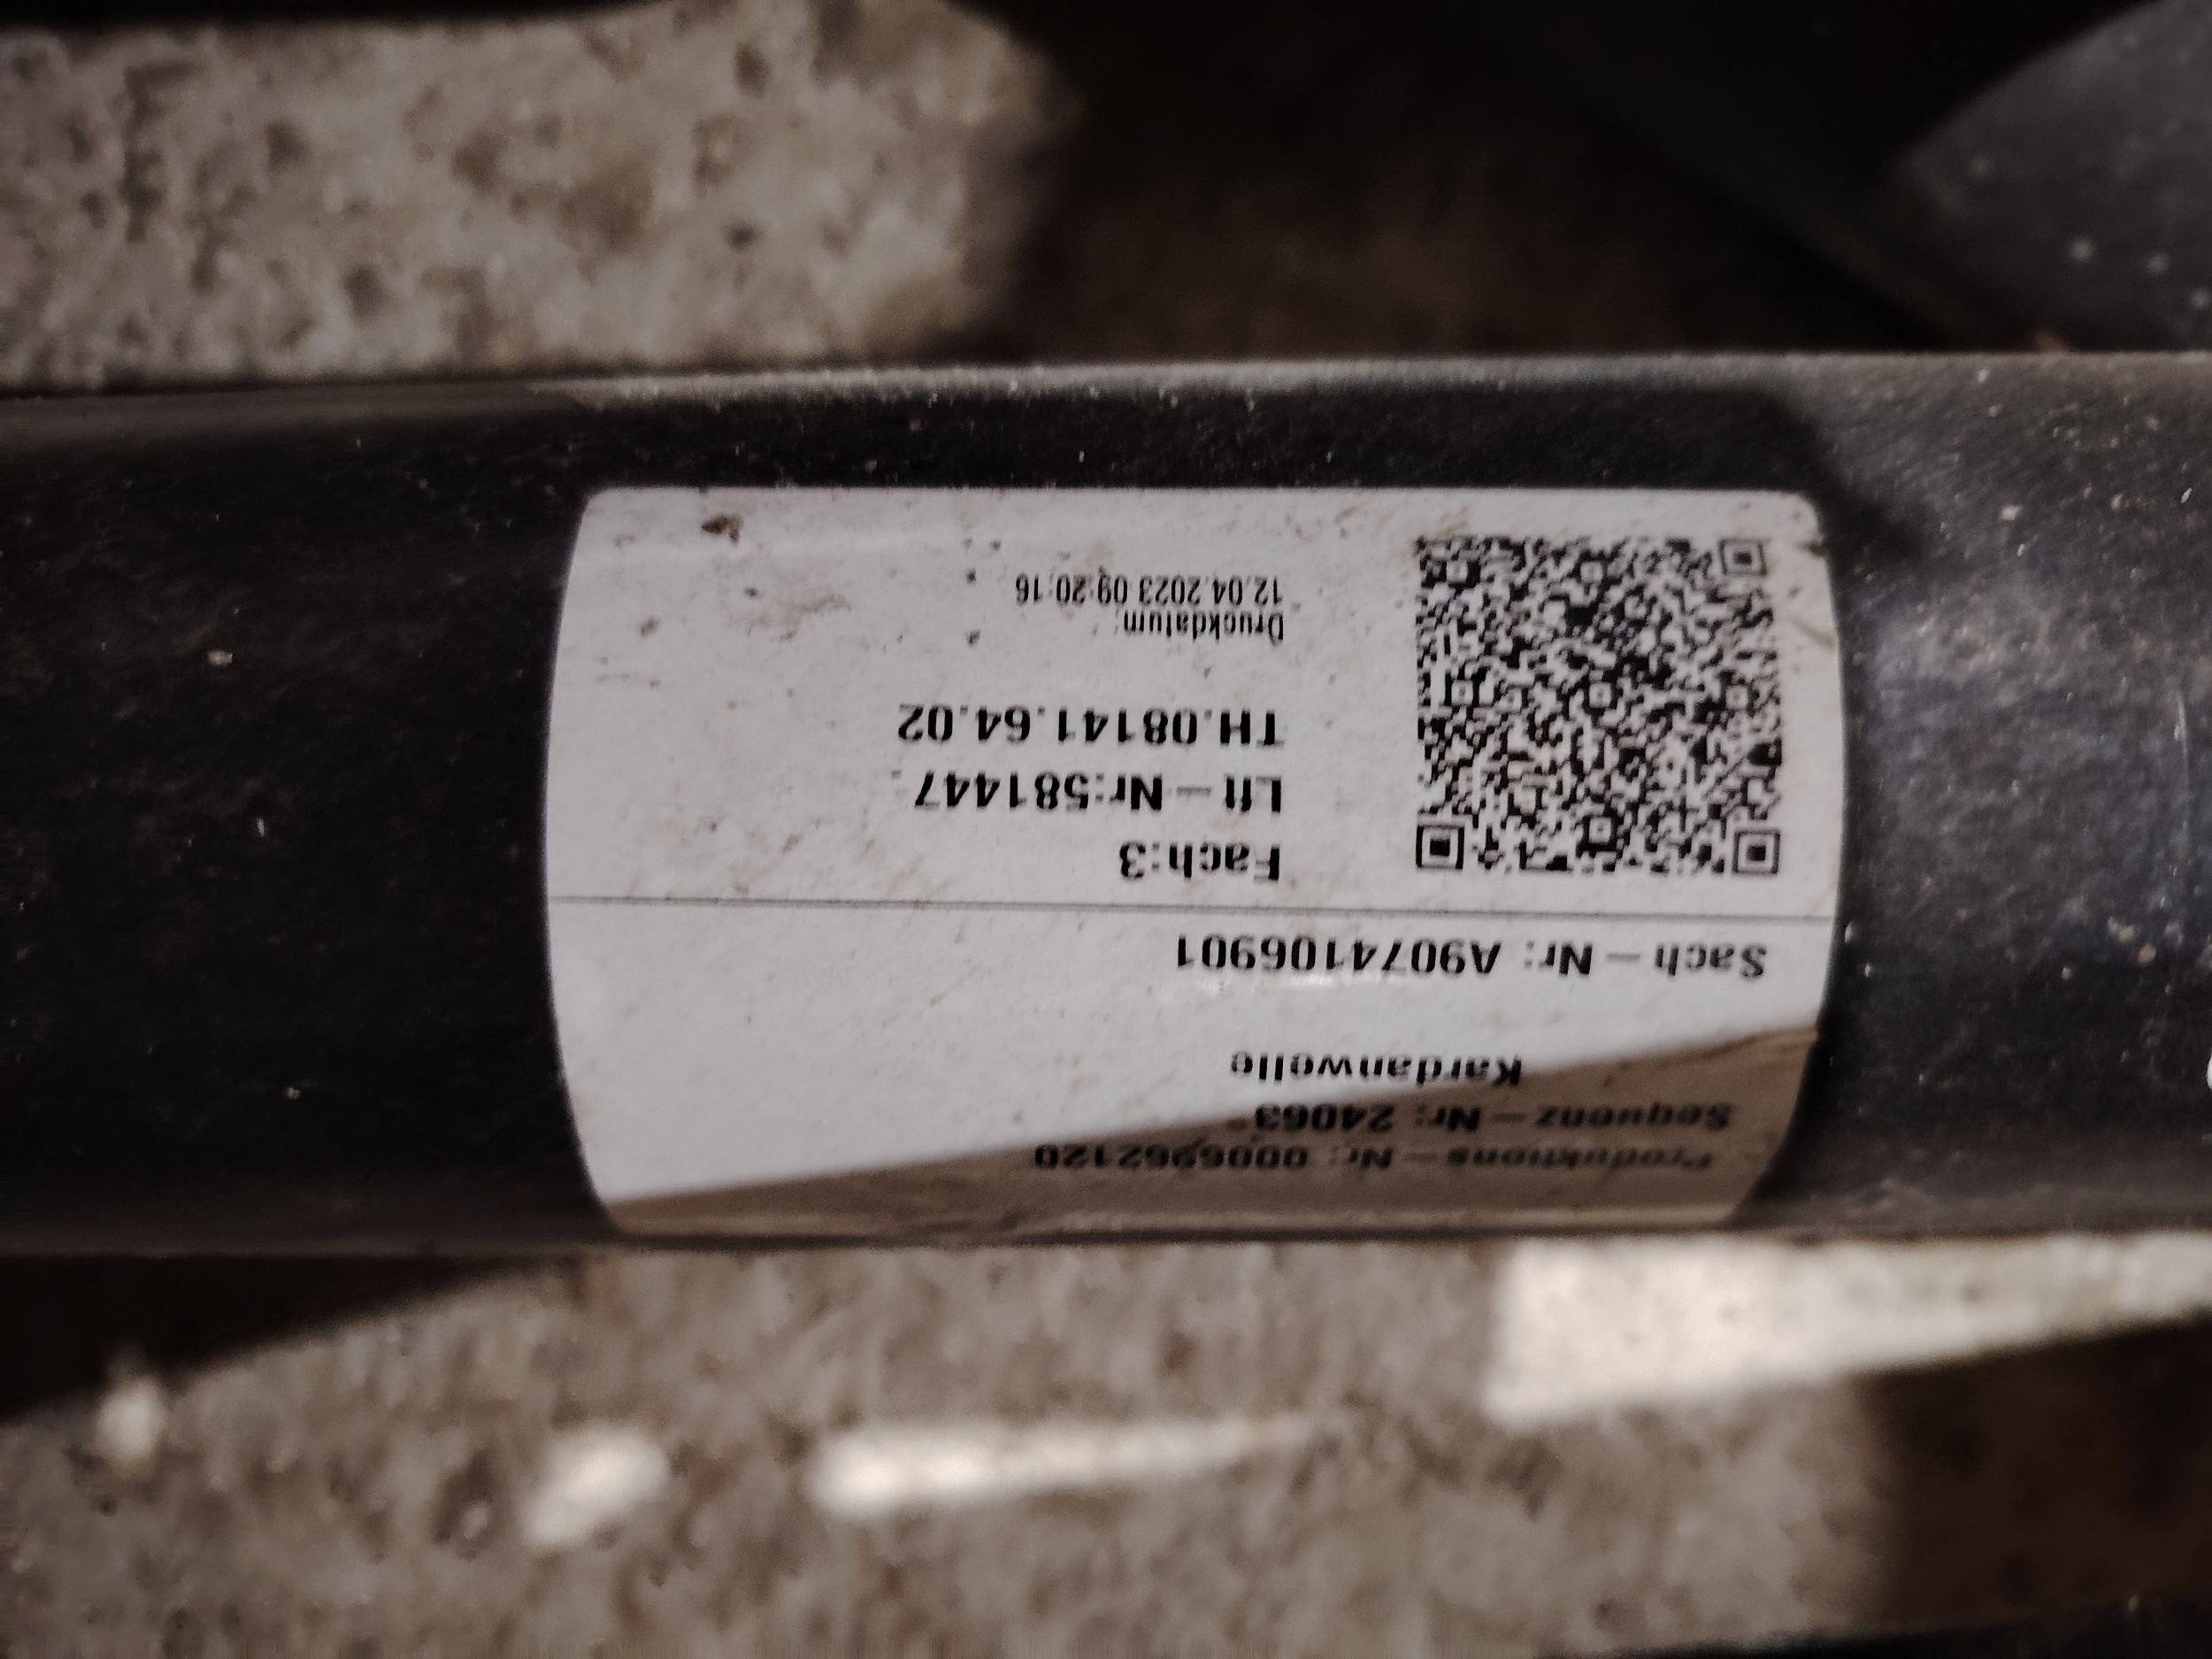 Produktions – Nr: 0006962120
Sequenz – Nr: 24063
Kardanwelle
Sach – Nr: A9074106901
Fach:3
Lft – Nr:581447
TH.08141.64.02
Druckdatum:
12.04.2023 09:20:16